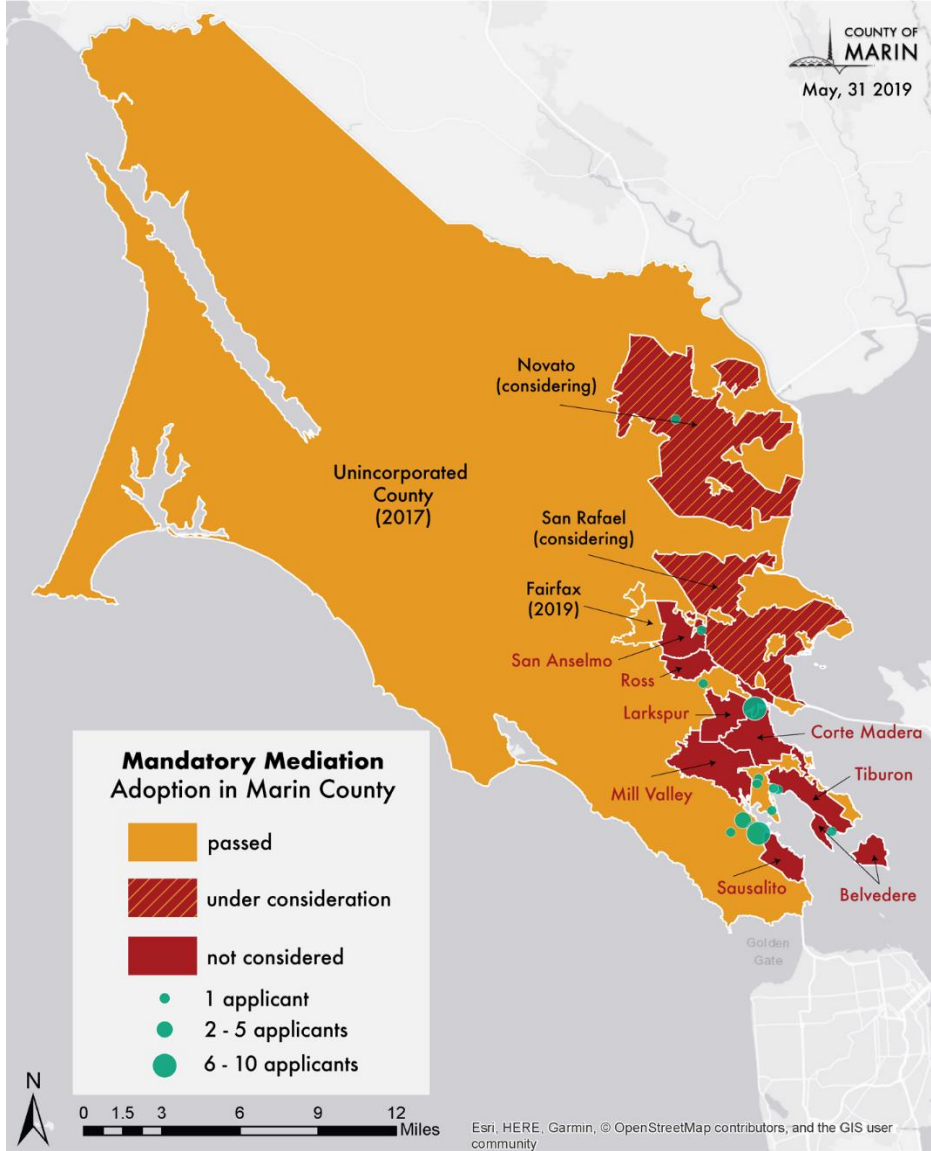 COUNTY OF
MARIN
May, 31 2019
Novato
(considering)
Unincorporated
County
(2017)
San Rafael
(considering)
Fairfax
(2019)
San Anselmo
Ross
Larkspur
Corte Madera
Tiburon
Mill Valley
Belvedere
Sausalito
Golden
Gate
Mandatory Mediation
Adoption in Marin County
passed
under consideration
not considered
1 applicant
2 - 5 applicants
6 - 10 applicants
N
0 1.5 3 6 9 12
Miles
Esri, HERE, Garmin, © OpenStreetMap contributors, and the GIS user
community